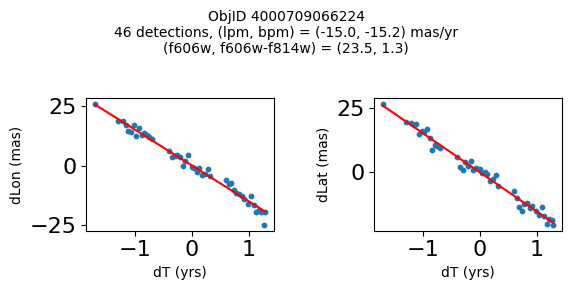 ObjID 4000709066224
46 detections, (lpm, bpm) = (-15.0, -15.2) mas/yr
(f606w, f606w-f814w) = (23.5, 1.3)
dLon (mas)
25
0
−25
−1
0
1
dT (yrs)
dLat (mas)
25
0
−1
0
1
dT (yrs)